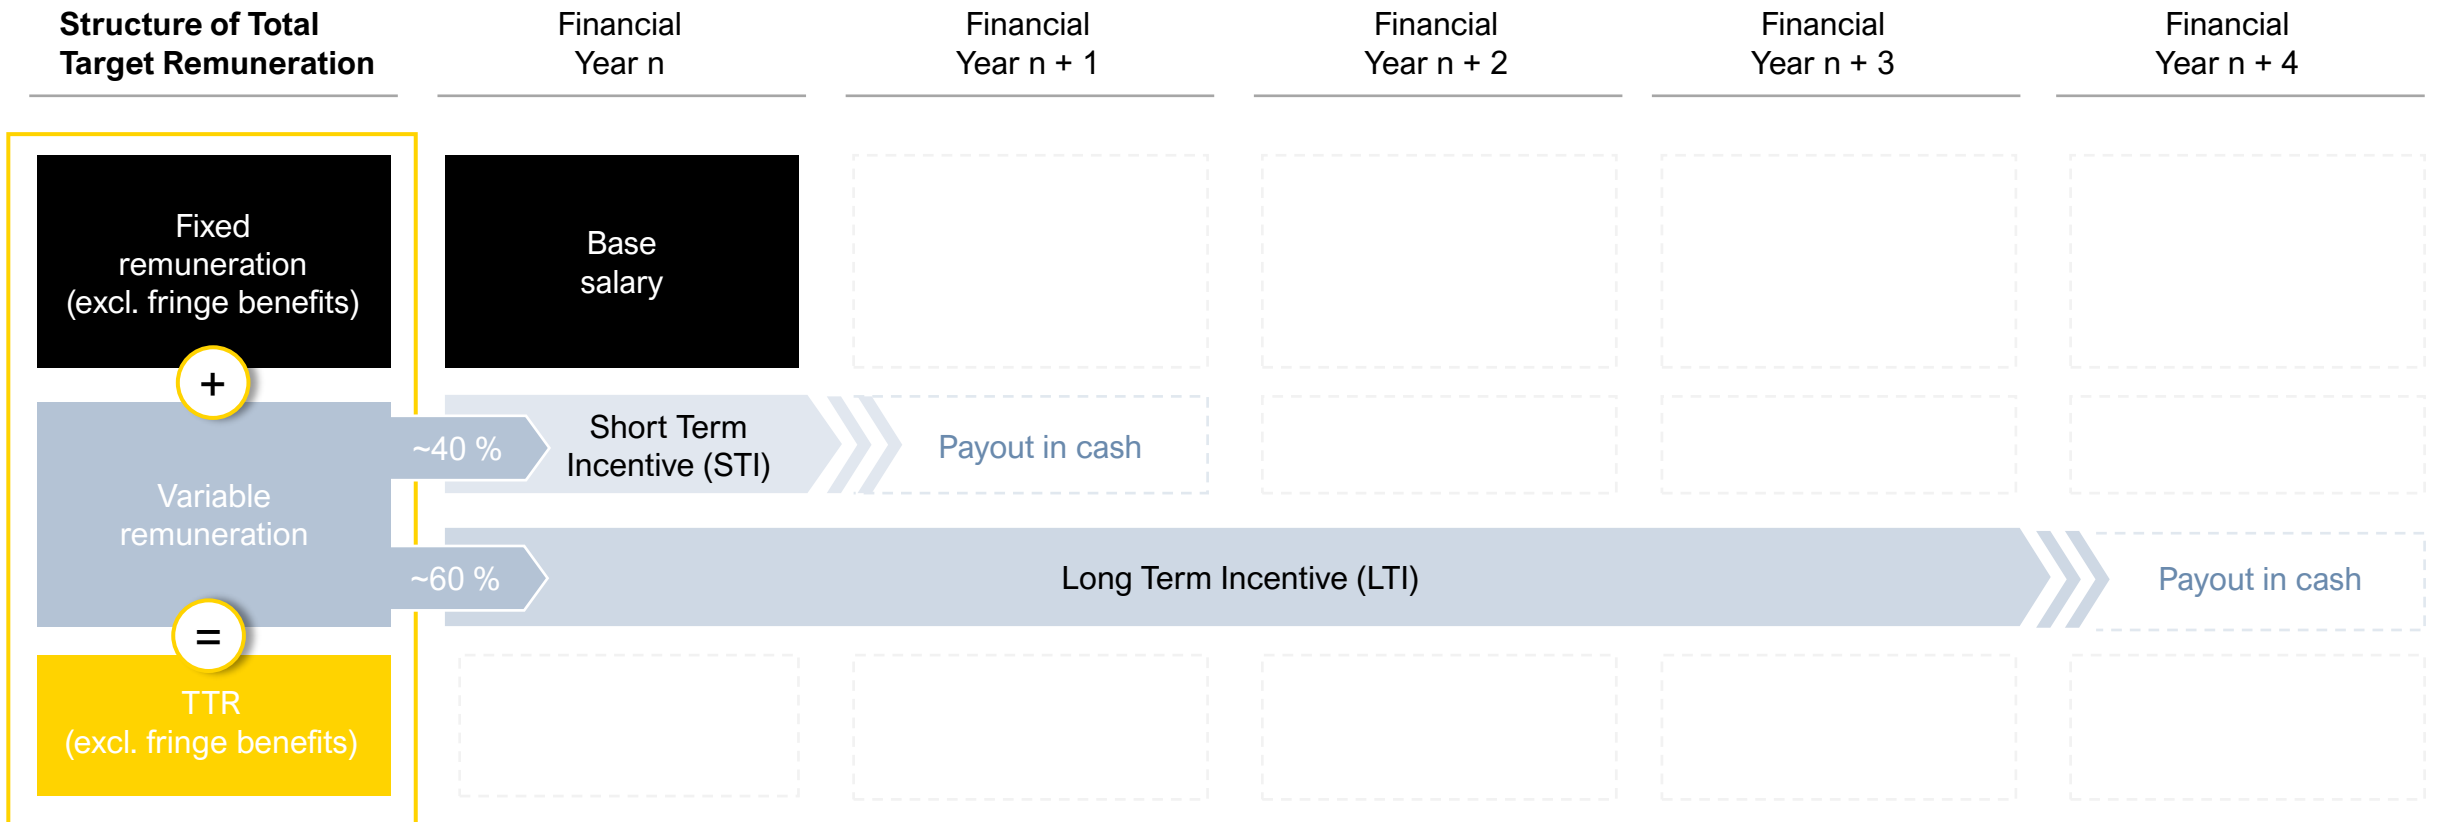 Structure of Total
Target Remuneration
Financial
Year n
Financial
Year n + 1
Financial
Year n + 2
Financial
Year n + 3
Financial
Year n + 4
Fixed
remuneration
(excl. fringe benefits)
Base
salary
+
Variable
remuneration
~40 %
Short Term
Incentive (STI)
Payout in cash
~60 %
Long Term Incentive (LTI)
Payout in cash
=
TTR
(excl. fringe benefits)